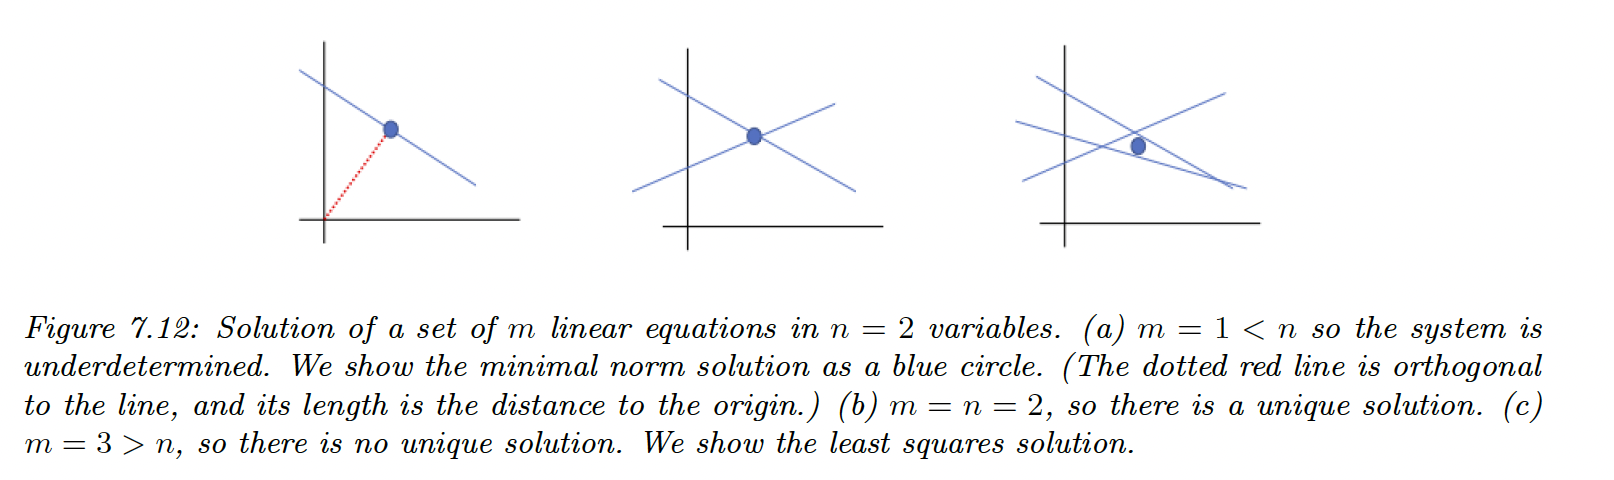 Figure 7.12: Solution of a set of m linear equations in n = 2 variables. (a) m = 1 < n so the system is
underdetermined. We show the minimal norm solution as a blue circle. (The dotted red line is orthogonal
to the line, and its length is the distance to the origin.) (b) m = n = 2, so there is a unique solution. (c)
m = 3 > n, so there is no unique solution. We show the least squares solution.